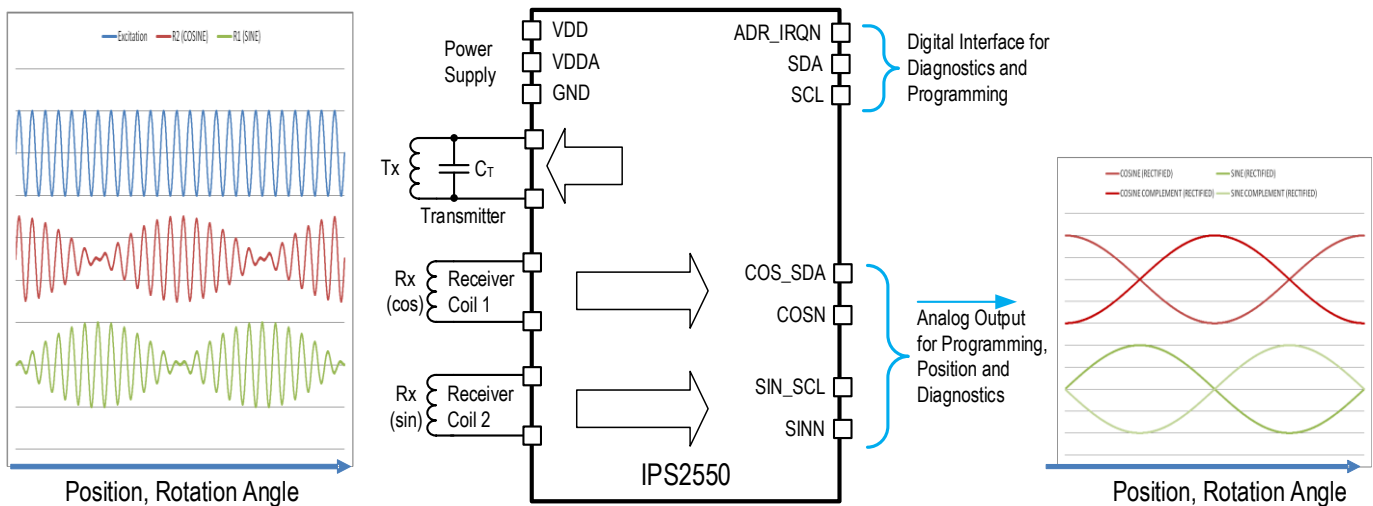 Excitation R2 (COSINE) R1 (SINE)
Position, Rotation Angle
Power
Supply
VDD
VDDA
GND
Tx
CT
Transmitter
Rx
(cos)
Receiver
Coil 1
Rx
(sin)
Receiver
Coil 2
IPS2550
ADR_IRQN
SDA
SCL
Digital Interface for
Diagnostics and
Programming
COS_SDA
COSN
SIN_SCL
SINN
Analog Output
for Programming,
Position and
Diagnostics
COSINE (RECTIFIED) SINE (RECTIFIED)
COSINE COMPLEMENT (RECTIFIED) SINE COMPLEMENT (RECTIFIED)
Position, Rotation Angle